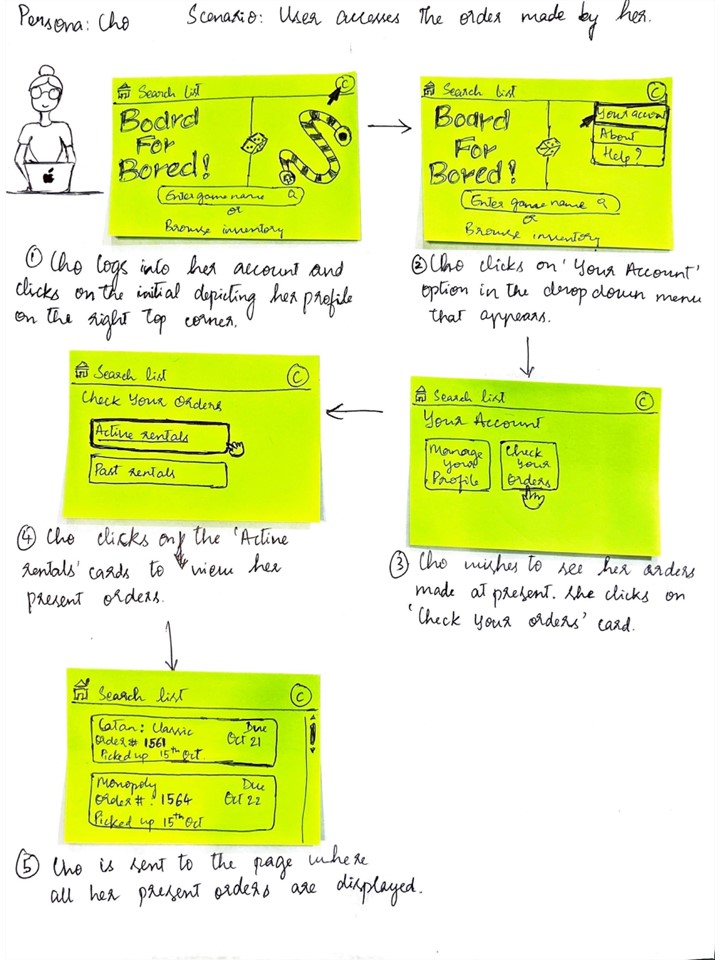 Persona: Cho
Scenario: User accesses the order made by her.
Search list C
Board
For
Bored!
Enter game name
or
Browse inventory
① Cho logs into her account and
clicks on the initial depicting her profile
on the right top corner.
Search list C
Board
For
Bored!
Your account
About
Help?
Enter game name
or
Browse inventory
② Cho clicks on 'Your Account'
option in the drop down menu
that appears.
Search list C
Your Account
Manage
Your
Profile
Check
Your
Orders
③ Cho wishes to see her orders
made at present. She clicks on
'Check Your orders' card.
Search list C
Check Your Orders
Active rentals
Past rentals
④ Cho clicks on the 'Active
rentals' cards to view her
present orders.
Search list C
Catan: Classic Due
Order# 1561 Oct 21
Picked up 15th Oct.
Monopoly Due
Order#: 1564 Oct 22
Picked up 15th Oct
⑤ Cho is sent to the page where
all her present orders are displayed.